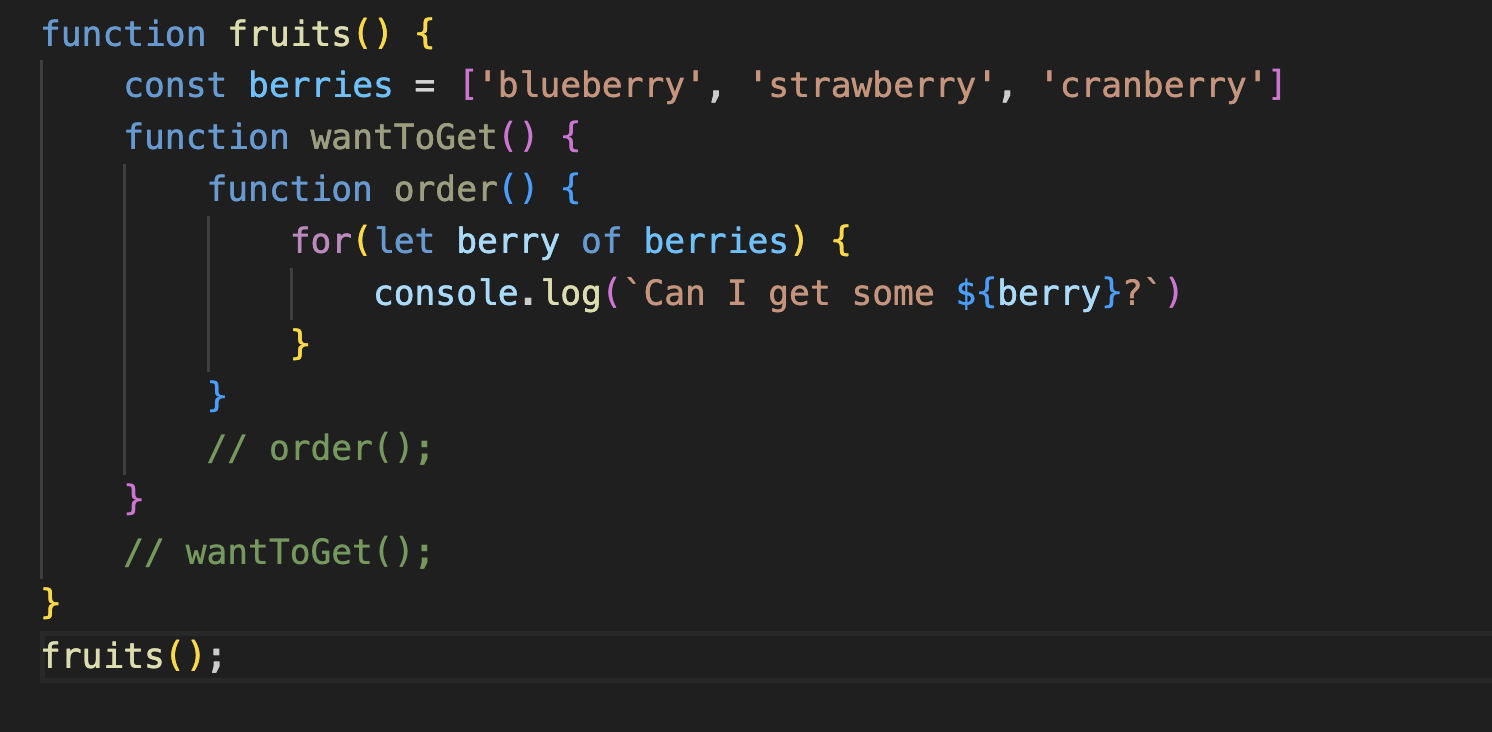 function fruits() {
    const berries = ['blueberry', 'strawberry', 'cranberry']
    function wantToGet() {
        function order() {
            for(let berry of berries) {
                console.log(`Can I get some ${berry}?`)
            }
        }
        // order();
    }
    // wantToGet();
}
fruits();